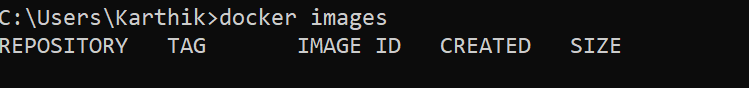 C:\Users\Karthik>docker images
REPOSITORY   TAG       IMAGE ID   CREATED   SIZE